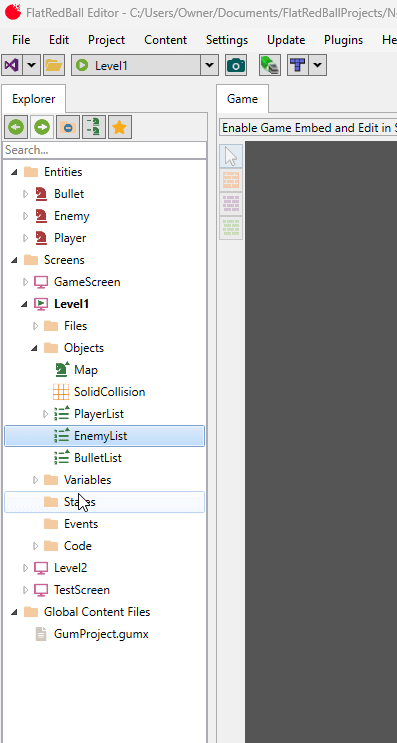 FlatRedBall Editor - C:/Users/Owner/Documents/FlatRedBallProjects/N
File Edit Project Content Settings Update Plugins He
Level1
Explorer
Game
Enable Game Embed and Edit in S
Search...
Entities
Bullet
Enemy
Player
Screens
GameScreen
Level1
Files
Objects
Map
SolidCollision
PlayerList
EnemyList
BulletList
Variables
States
Events
Code
Level2
TestScreen
Global Content Files
GumProject.gumx